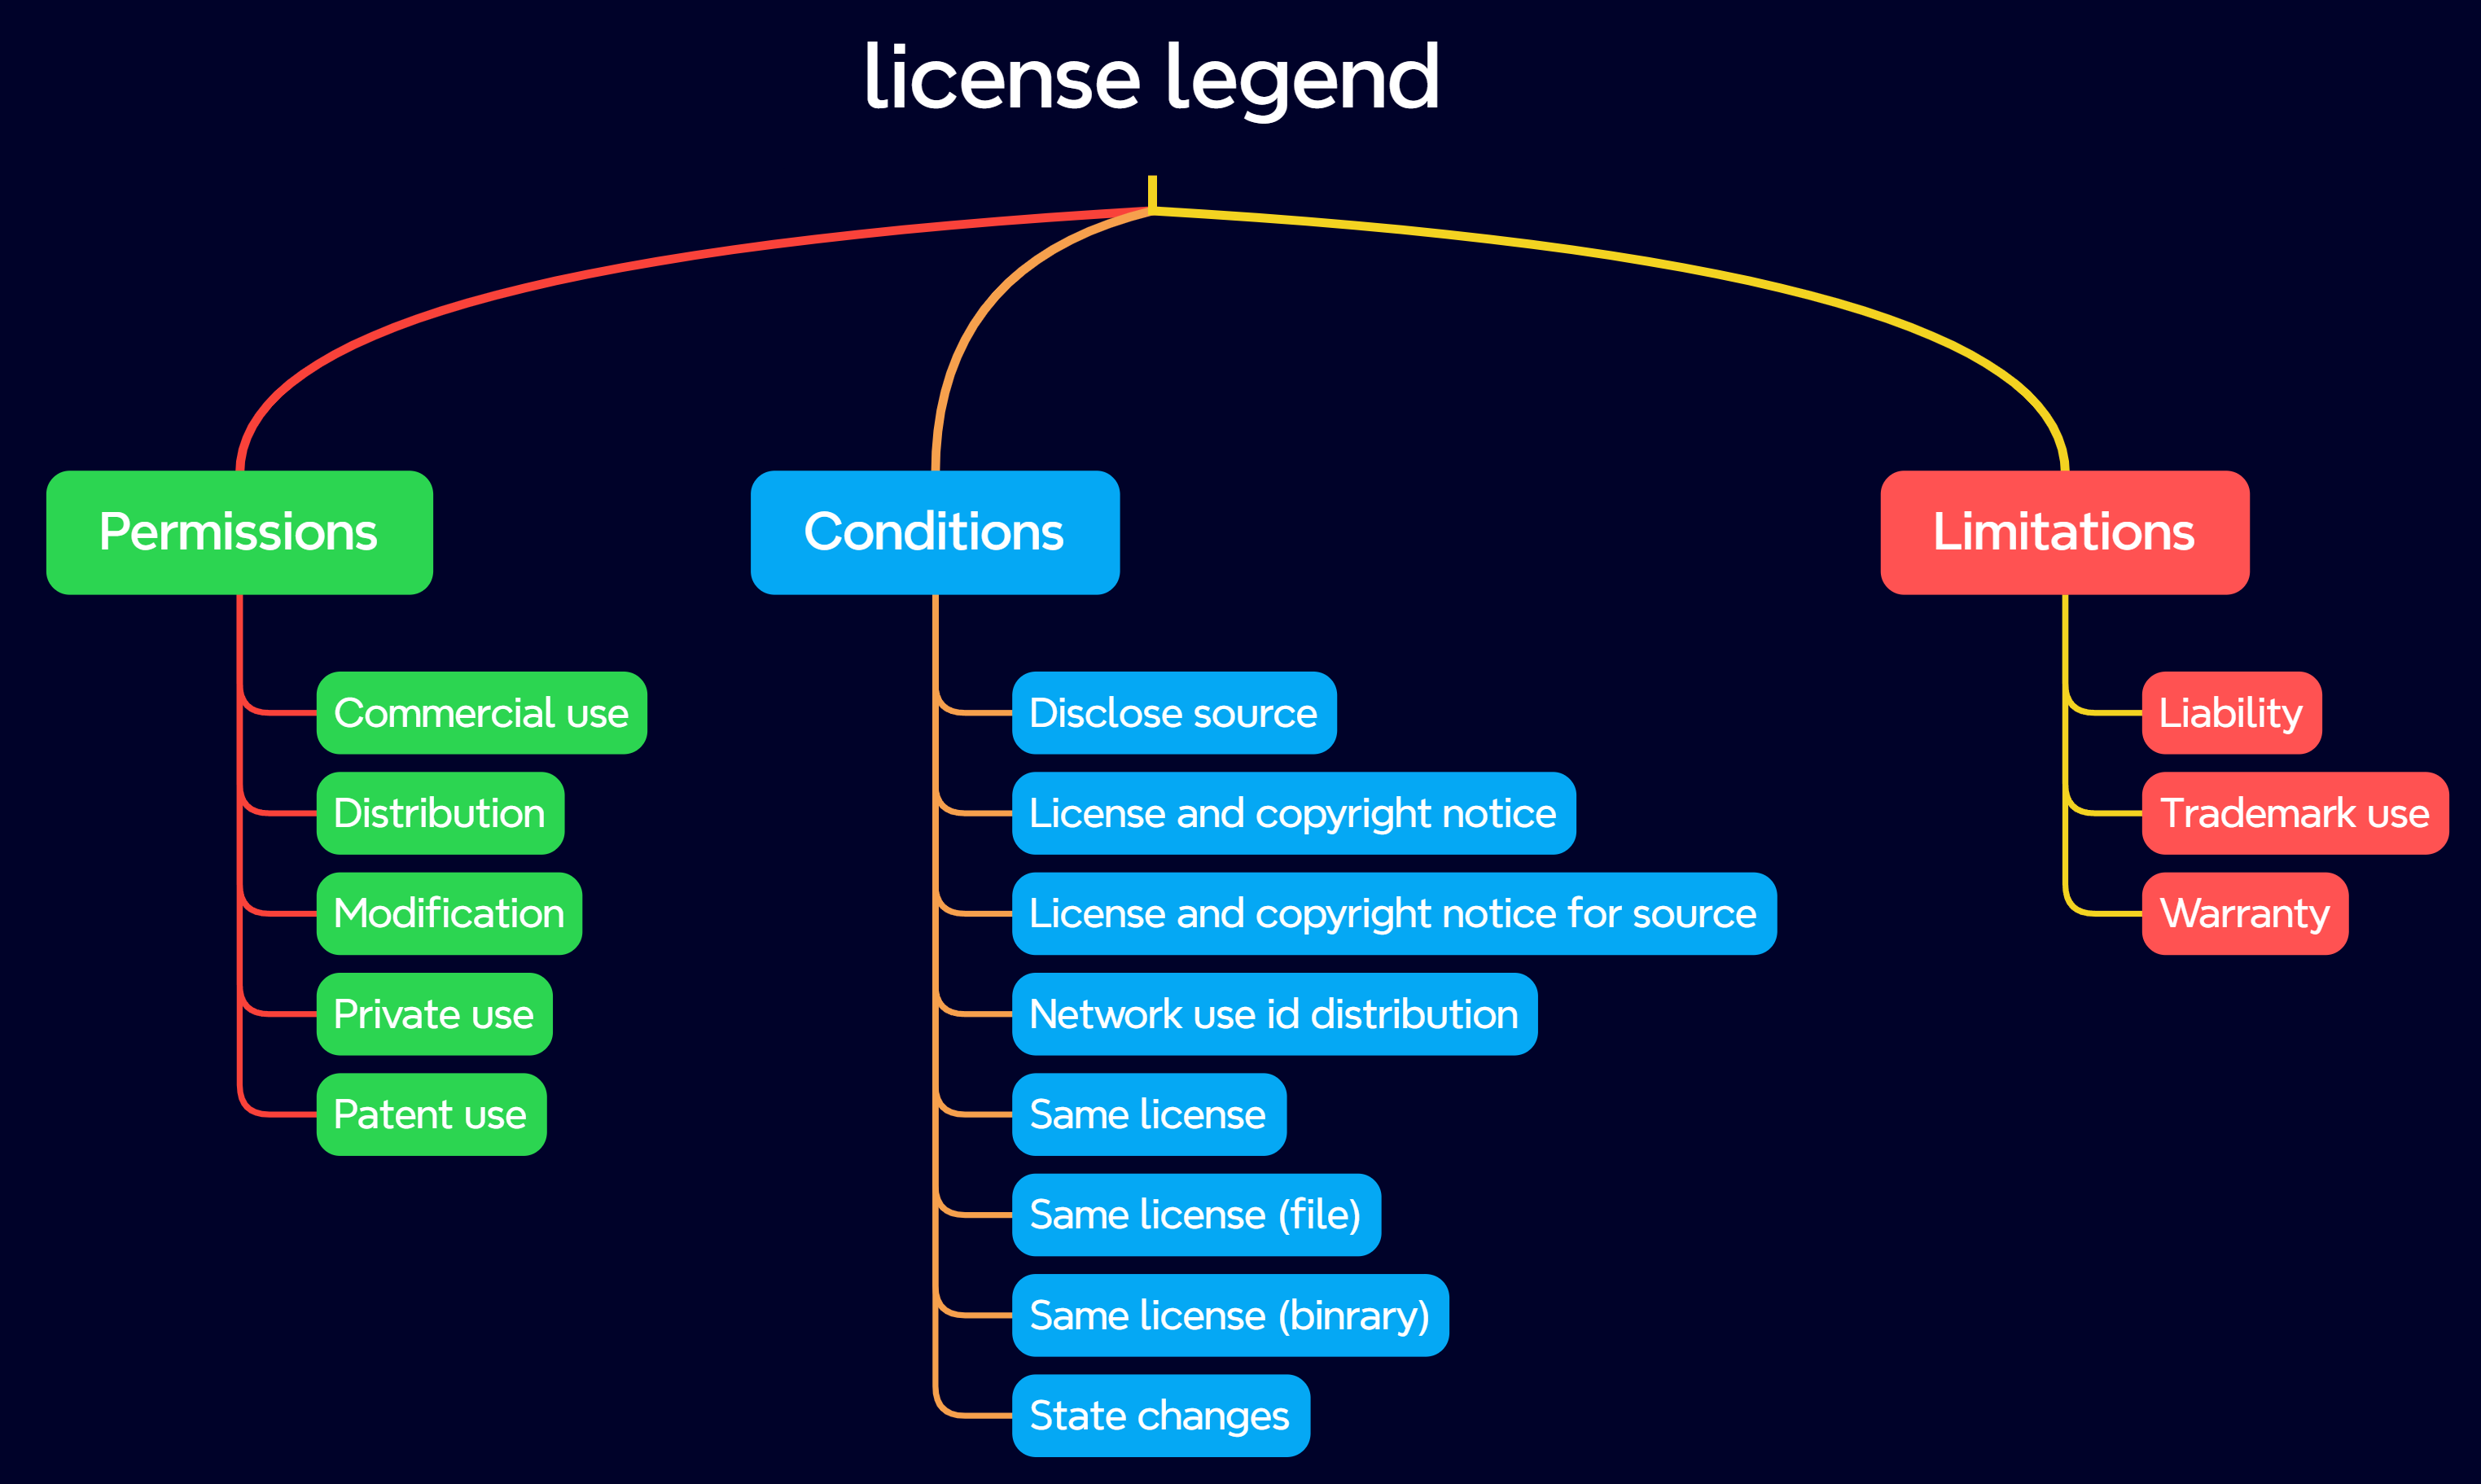 license legend
Permissions
Commercial use
Distribution
Modification
Private use
Patent use
Conditions
Disclose source
License and copyright notice
License and copyright notice for source
Network use id distribution
Same license
Same license (file)
Same license (binrary)
State changes
Limitations
Liability
Trademark use
Warranty